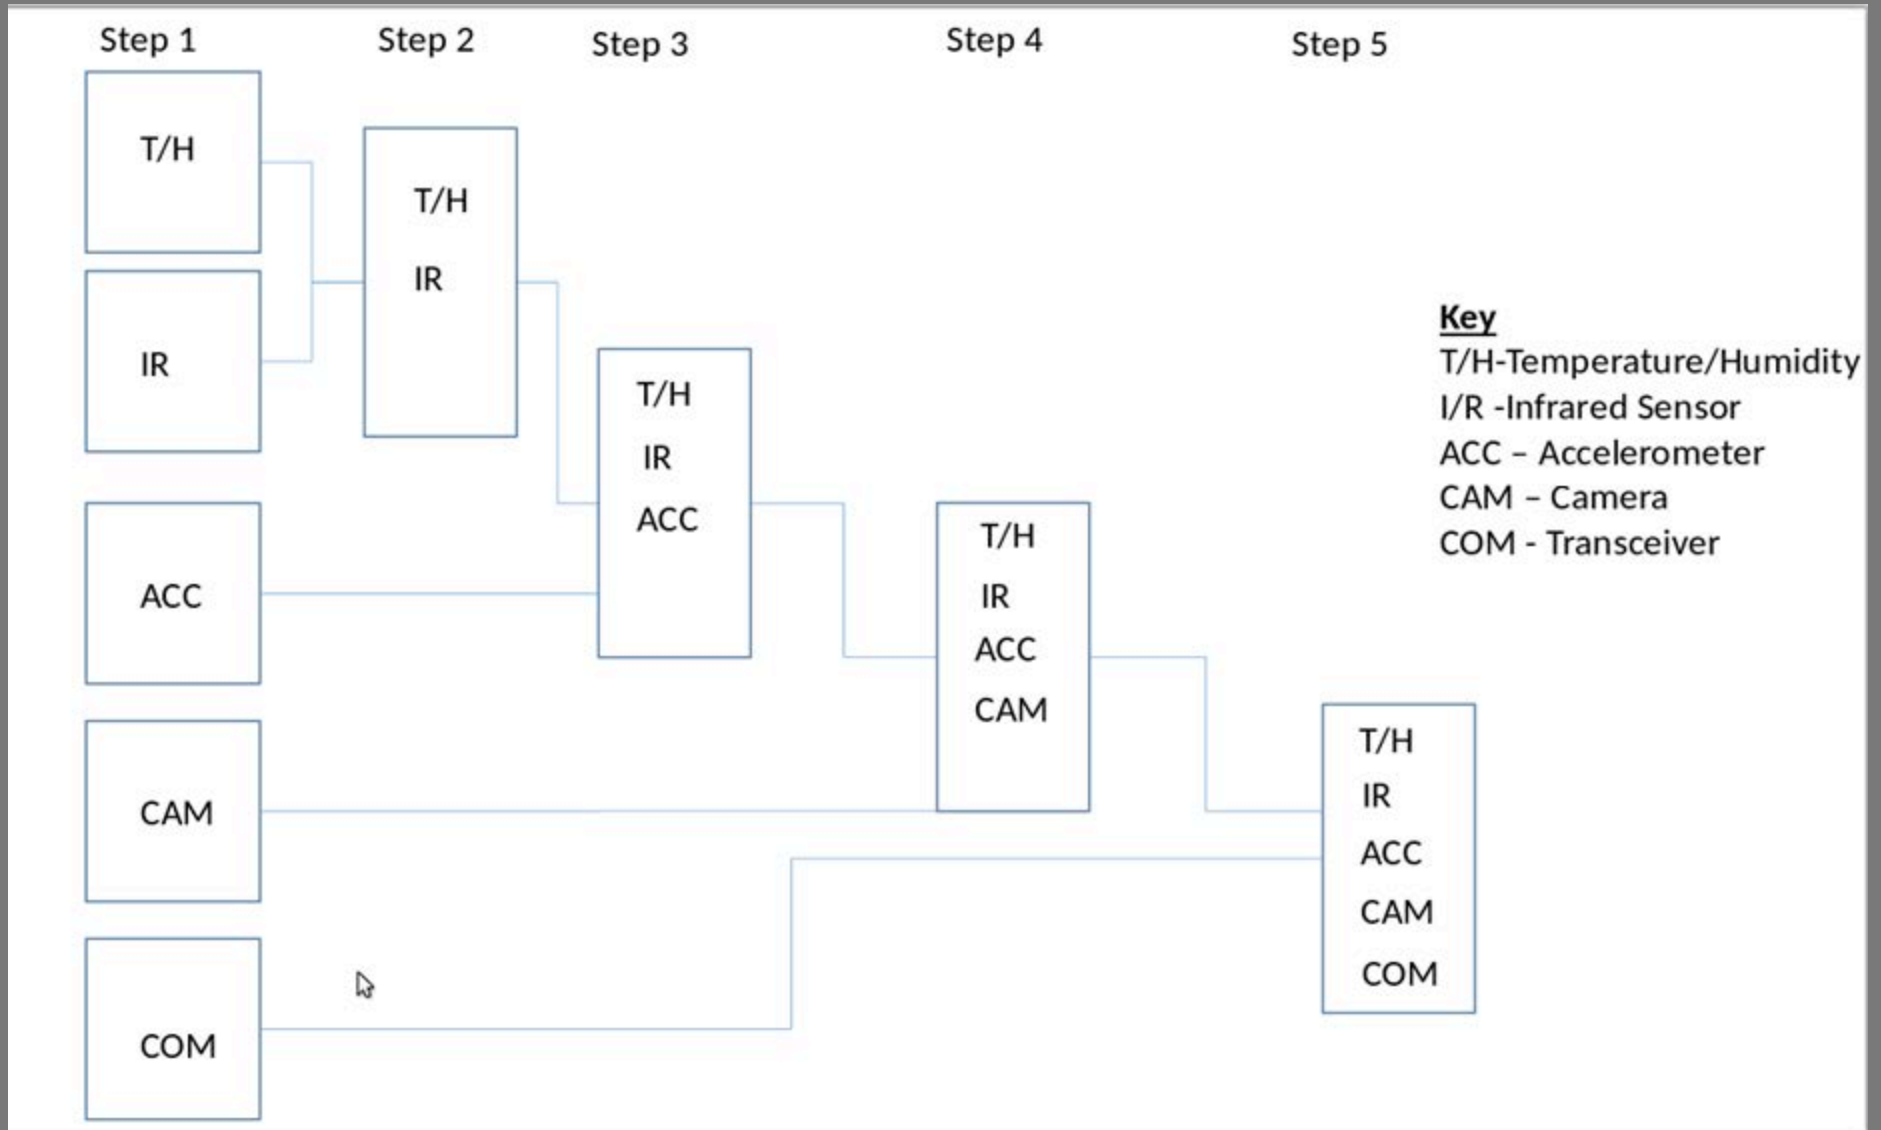 Step 1
Step 2
Step 3
Step 4
Step 5
T/H
IR
ACC
CAM
COM
T/H
IR
T/H
IR
ACC
T/H
IR
ACC
CAM
T/H
IR
ACC
CAM
COM
Key
T/H-Temperature/Humidity
I/R -Infrared Sensor
ACC – Accelerometer
CAM – Camera
COM - Transceiver